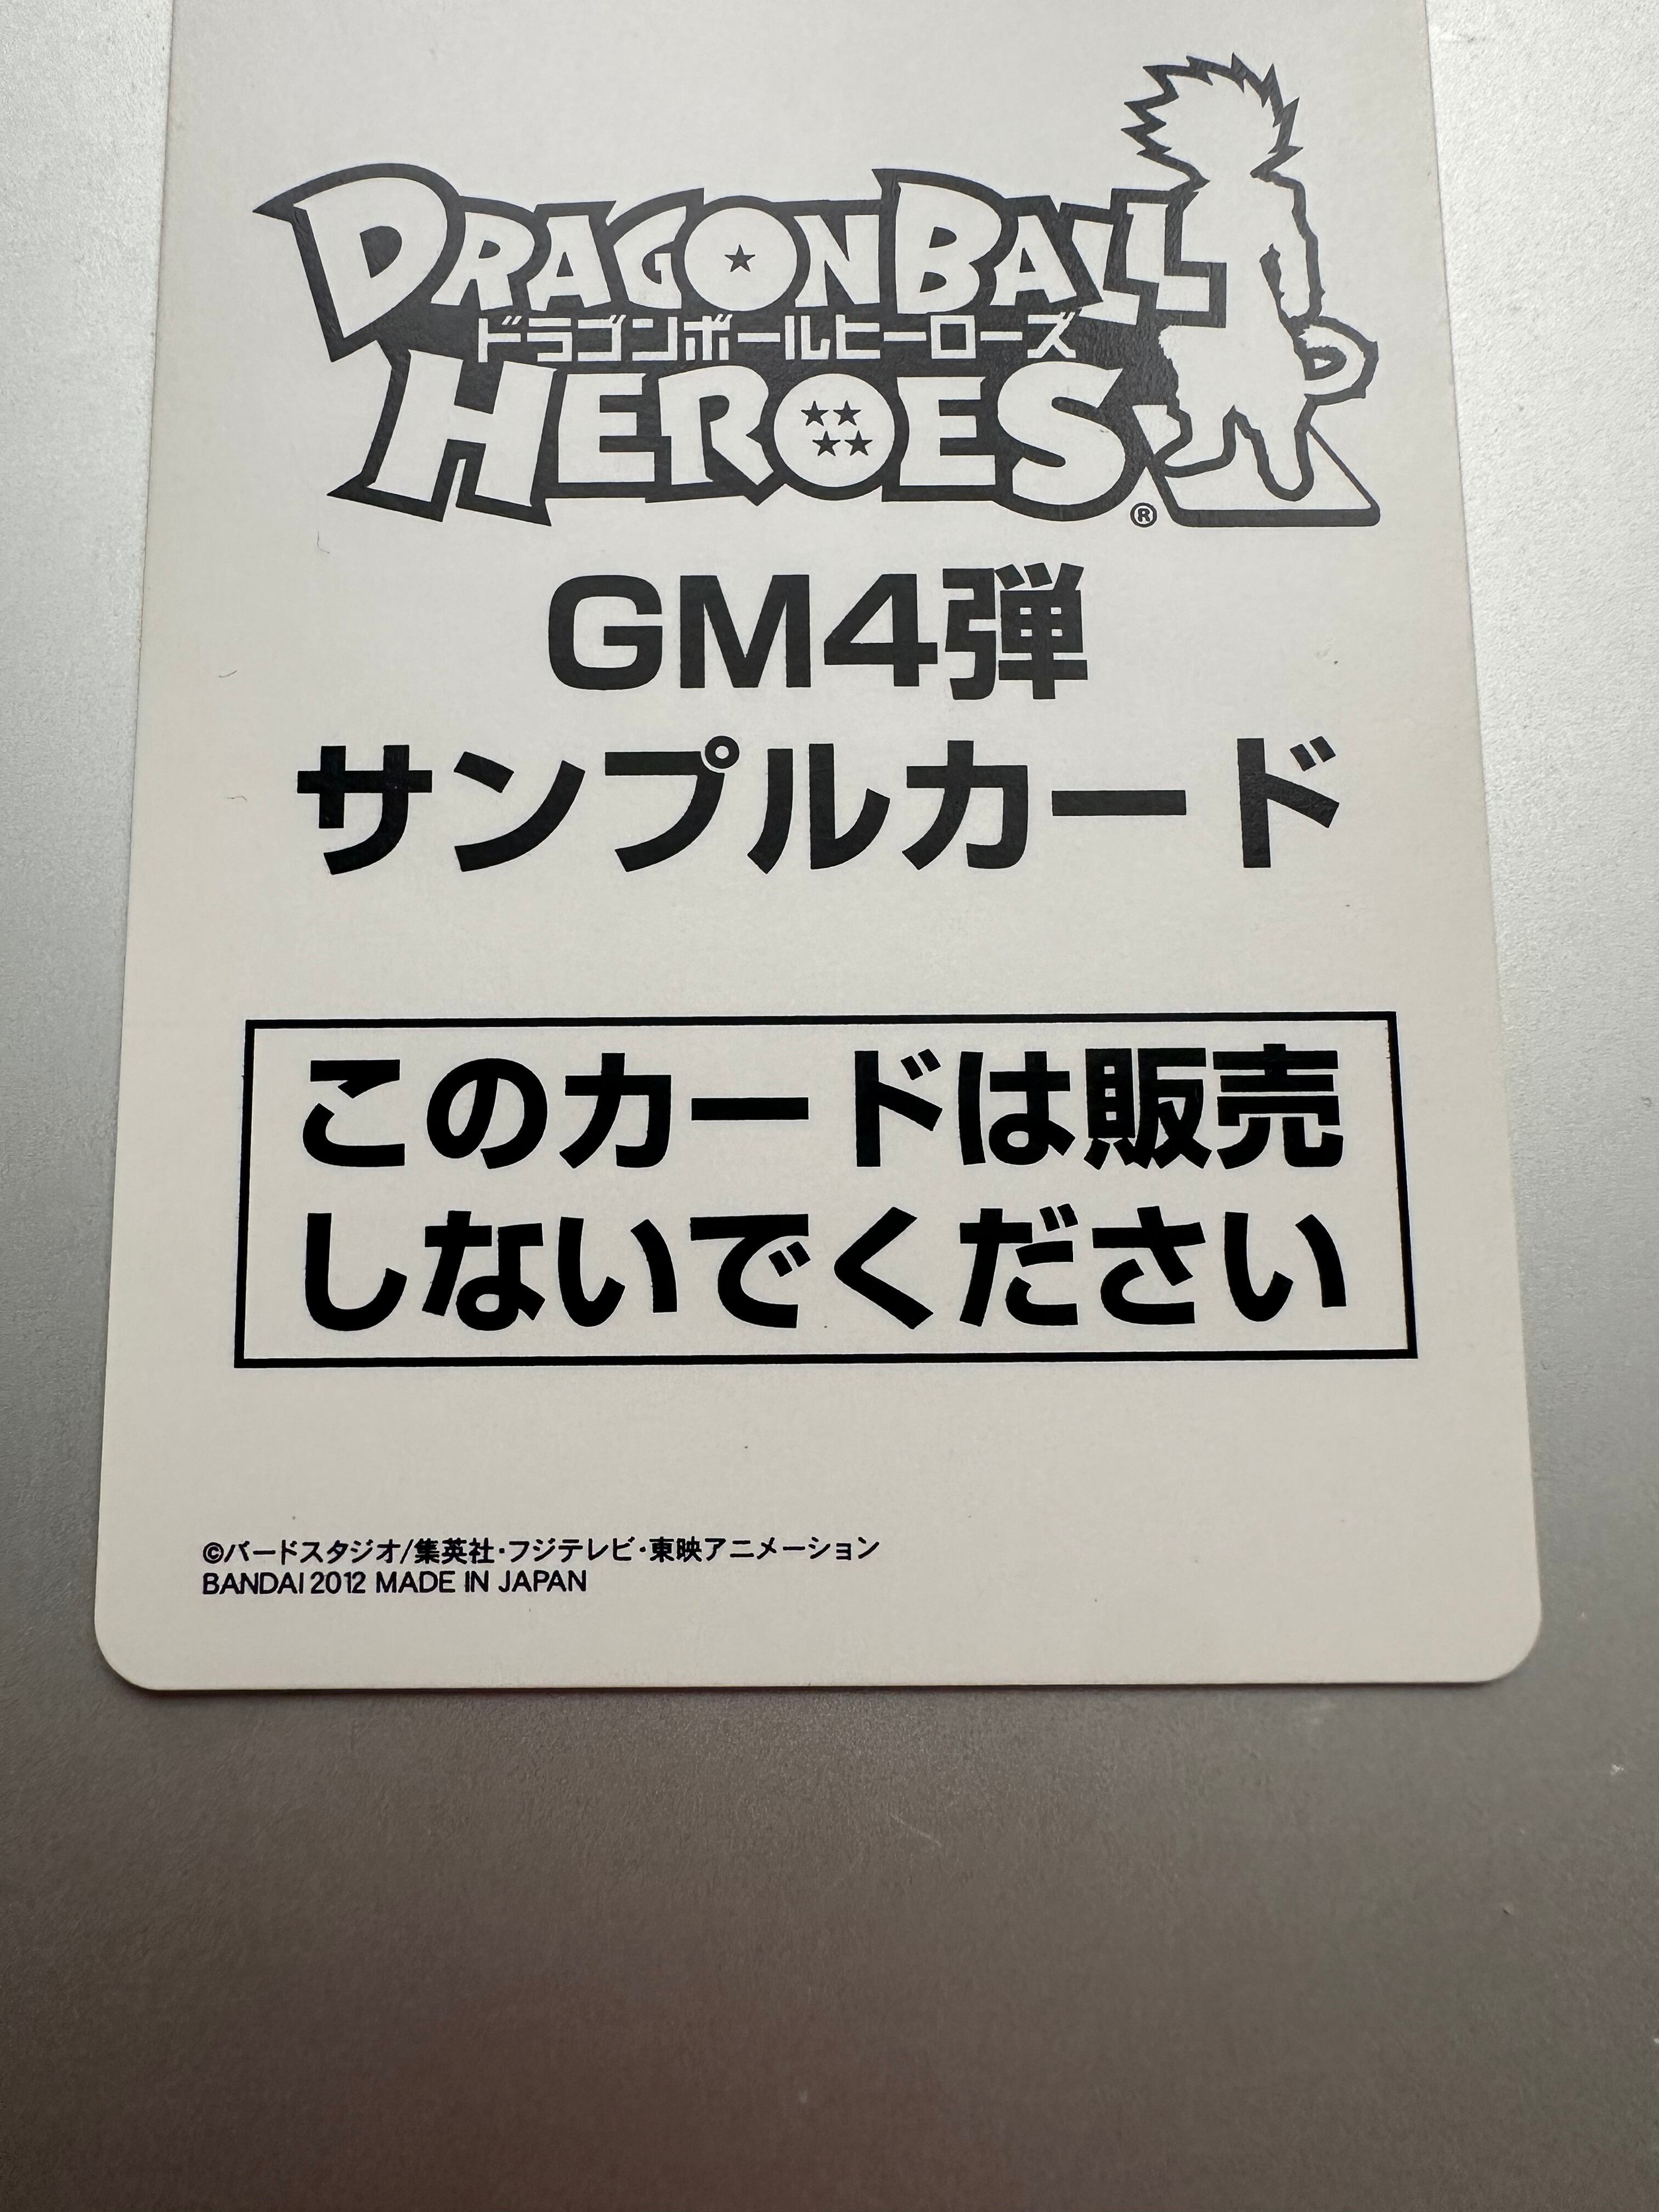 DRAGONBALL
ドラゴンボールヒーローズ
HEROES®
GM4弾
サンプルカード
このカードは販売
しないでください
©バードスタジオ/集英社・フジテレビ・東映アニメーション
BANDAI 2012 MADE IN JAPAN